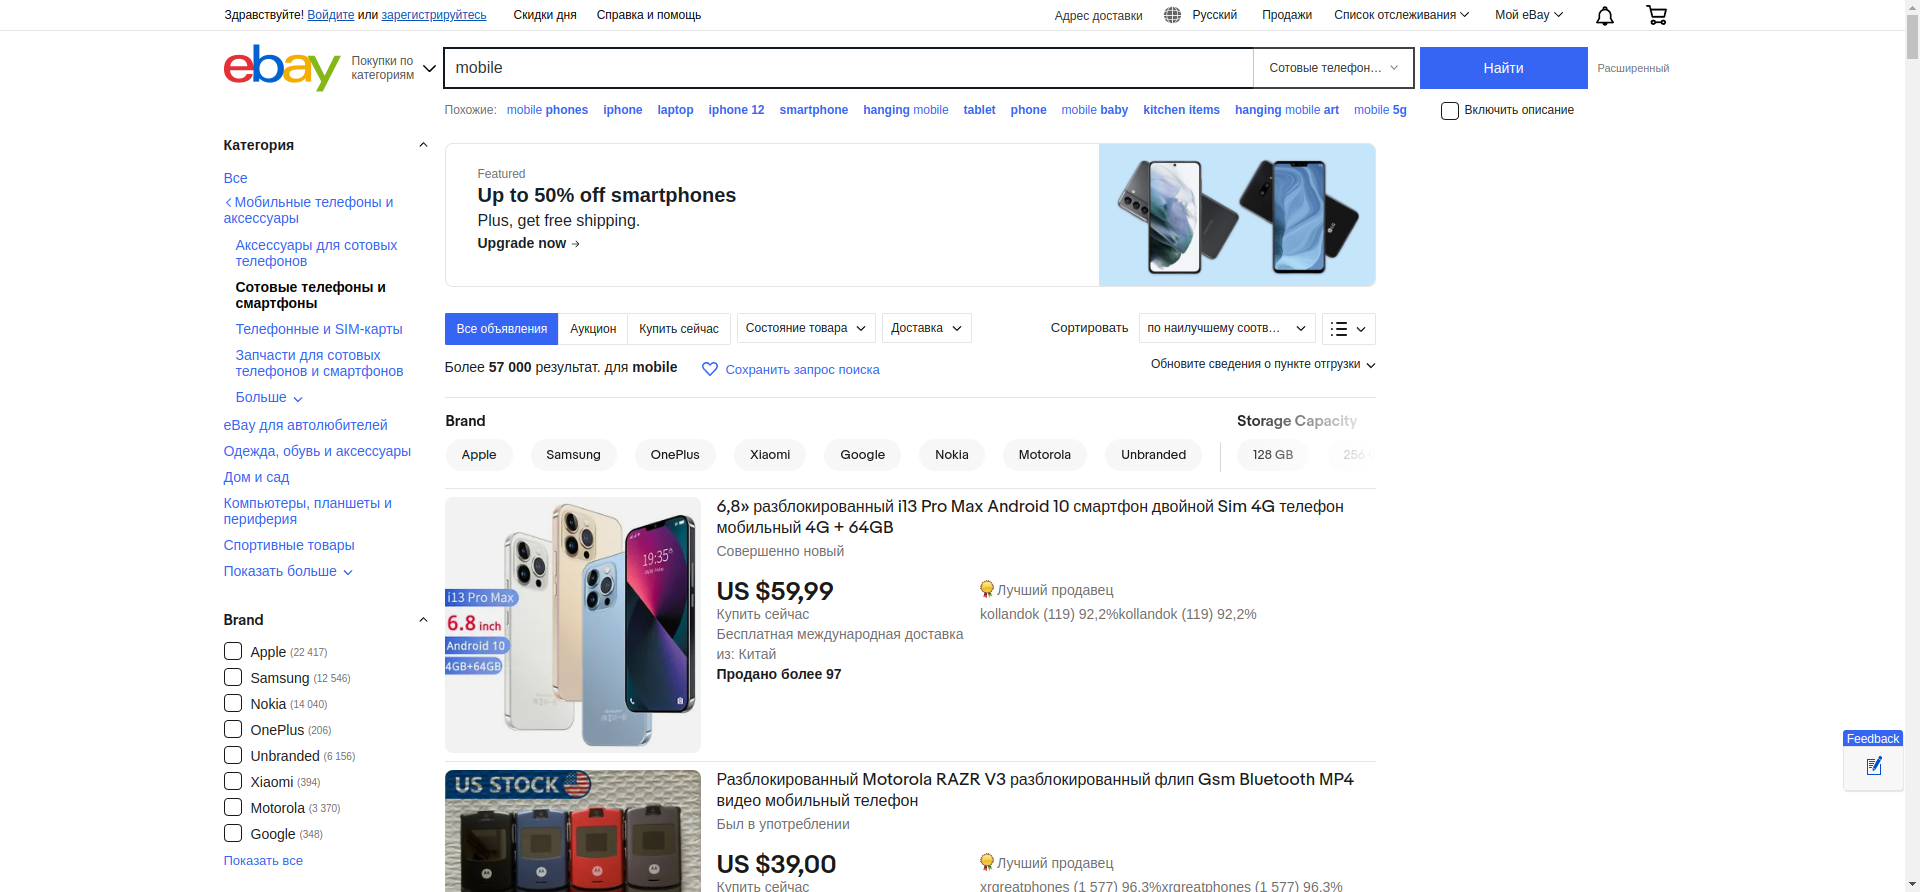 Здравствуйте! Войдите или зарегистрируйтесь Скидки дня Справка и помощь Адрес доставки Русский Продажи Список отслеживания Мой eBay
ebay
Покупки по
категориям
mobile
Сотовые телефон...
Найти
Расширенный
Похожие: mobile phones iphone laptop iphone 12 smartphone hanging mobile tablet phone mobile baby kitchen items hanging mobile art mobile 5g
Включить описание
Категория
Все
Мобильные телефоны и
аксессуары
Аксессуары для сотовых
телефонов
Сотовые телефоны и
смартфоны
Телефонные и SIM-карты
Запчасти для сотовых
телефонов и смартфонов
Больше
eBay для автолюбителей
Одежда, обувь и аксессуары
Дом и сад
Компьютеры, планшеты и
периферия
Спортивные товары
Показать больше
Brand
Apple (22 417)
Samsung (12 546)
Nokia (14 040)
OnePlus (206)
Unbranded (6 156)
Xiaomi (394)
Motorola (3 370)
Google (348)
Показать все
Featured
Up to 50% off smartphones
Plus, get free shipping.
Upgrade now →
Все объявления Аукцион Купить сейчас Состояние товара Доставка
Сортировать по наилучшему соотв...
Более 57 000 результат. для mobile
Сохранить запрос поиска
Обновите сведения о пункте отгрузки
Brand
Apple Samsung OnePlus Xiaomi Google Nokia Motorola Unbranded
Storage Capacity
128 GB 256
i13 Pro Max
6.8 inch
Android 10
4GB+64GB
19:35
6,8» разблокированный i13 Pro Max Android 10 смартфон двойной Sim 4G телефон
мобильный 4G + 64GB
Совершенно новый
US $59,99
Купить сейчас
Бесплатная международная доставка
из: Китай
Продано более 97
Лучший продавец
kollandok (119) 92,2%kollandok (119) 92,2%
US STOCK
Разблокированный Motorola RAZR V3 разблокированный флип Gsm Bluetooth MP4
видео мобильный телефон
Был в употреблении
US $39,00
Купить сейчас
Лучший продавец
xrgreatphones (1 577) 96,3%xrgreatphones (1 577) 96,3%
Feedback